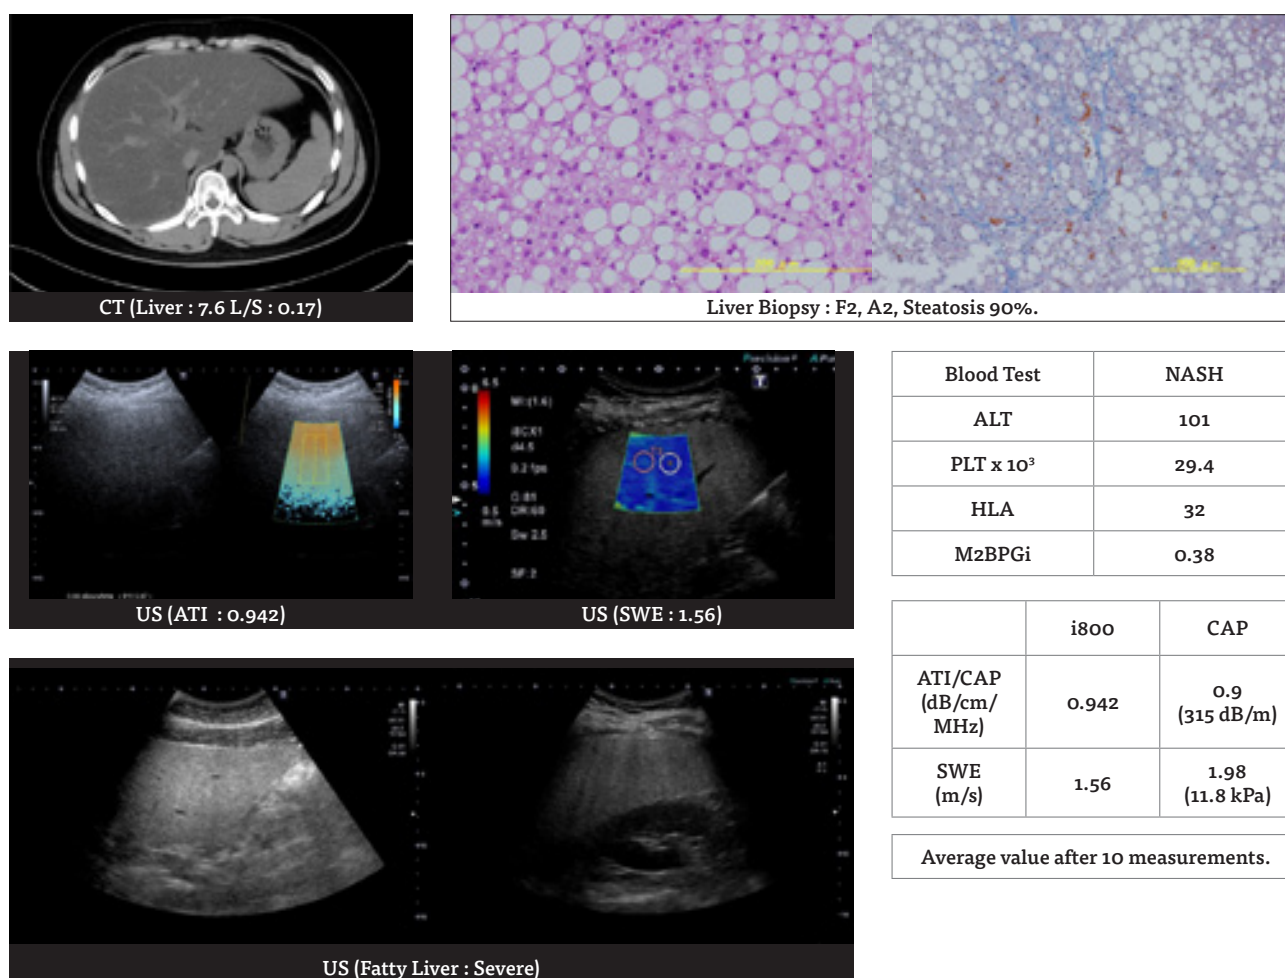 CT (Liver : 7.6 L/S : 0.17)
Liver Biopsy : F2, A2, Steatosis 90%.
US (ATI : 0.942)
US (SWE : 1.56)
US (Fatty Liver : Severe)
Blood Test NASH
ALT 101
PLT x 10³ 29.4
HLA 32
M2BPGi 0.38
i800 CAP
ATI/CAP
(dB/cm/
MHz)
0.942
0.9
(315 dB/m)
SWE
(m/s)
1.56
1.98
(11.8 kPa)
Average value after 10 measurements.